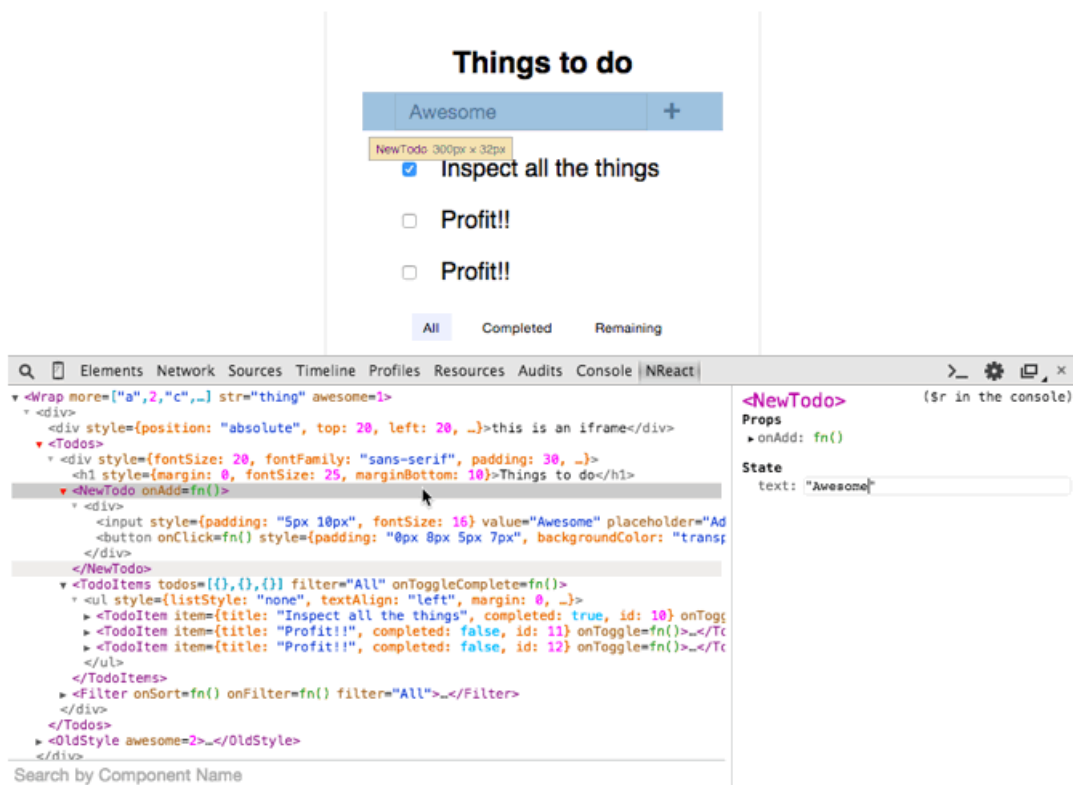 Things to do
Awesome +
NewTodo 300px × 32px
Inspect all the things
Profit!!
Profit!!
All Completed Remaining
Elements Network Sources Timeline Profiles Resources Audits Console NReact
<Wrap more=["a",2,"c",…] str="thing" awesome=1>
<div>
<div style={position: "absolute", top: 20, left: 20, …}>this is an iframe</div>
<Todos>
<div style={fontSize: 20, fontFamily: "sans-serif", padding: 30, …}>
<h1 style={margin: 0, fontSize: 25, marginBottom: 10}>Things to do</h1>
<NewTodo onAdd=fn()>
<div>
<input style={padding: "5px 10px", fontSize: 16} value="Awesome" placeholder="Ad
<button onClick=fn() style={padding: "0px 8px 5px 7px", backgroundColor: "transp
</div>
</NewTodo>
<TodoItems todos=[{},{},{}] filter="All" onToggleComplete=fn()>
<ul style={listStyle: "none", textAlign: "left", margin: 0, …}>
<TodoItem item={title: "Inspect all the things", completed: true, id: 10} onTogg
<TodoItem item={title: "Profit!!", completed: false, id: 11} onToggle=fn()>…</To
<TodoItem item={title: "Profit!!", completed: false, id: 12} onToggle=fn()>…</To
</ul>
</TodoItems>
<Filter onSort=fn() onFilter=fn() filter="All">…</Filter>
</div>
</Todos>
<OldStyle awesome=2>…</OldStyle>
</div>
Search by Component Name
<NewTodo> ($r in the console)
Props
onAdd: fn()
State
text: "Awesome"